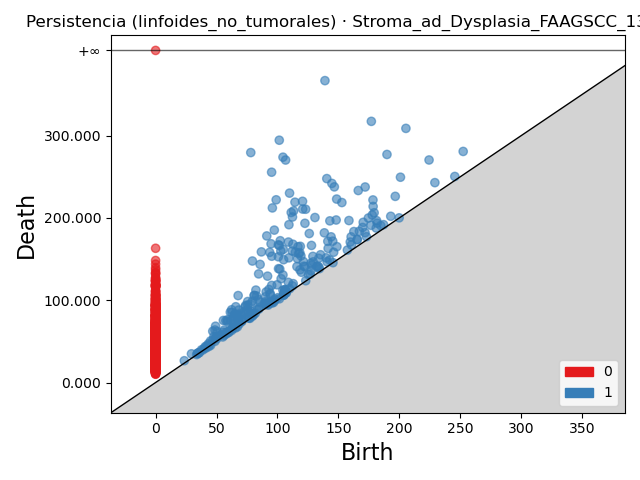 Persistencia (linfoides_no_tumorales) · Stroma_ad_Dysplasia_FAAGSCC_13
+∞
300.000
200.000
100.000
0.000
Death
0
1
0 50 100 150 200 250 300 350
Birth